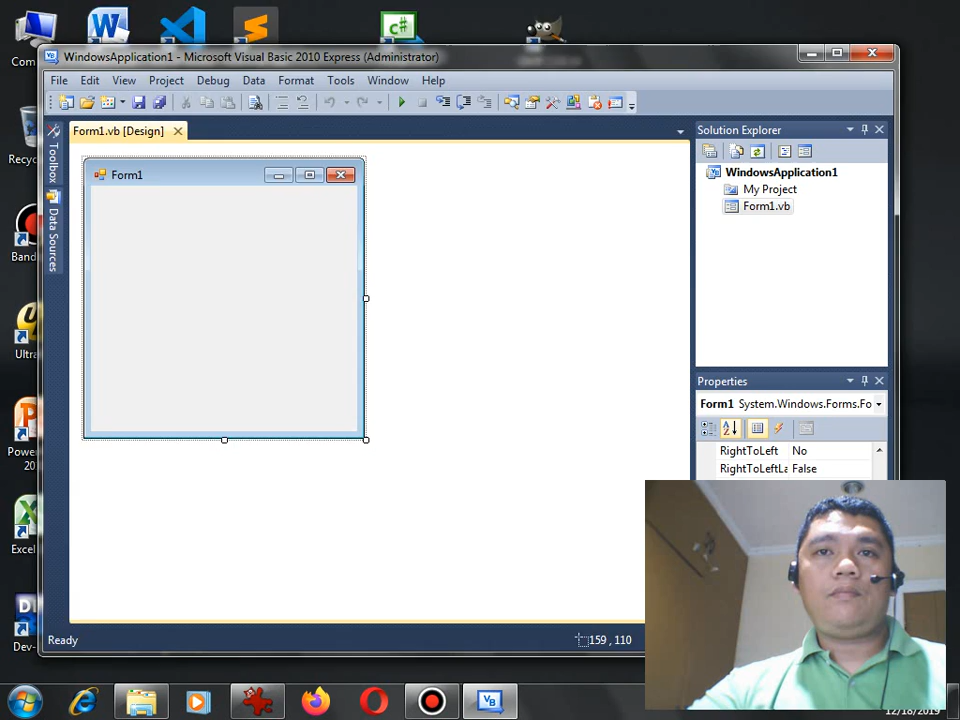 WindowsApplication1 - Microsoft Visual Basic 2010 Express (Administrator)
File Edit View Project Debug Data Format Tools Window Help
Form1.vb [Design]
Toolbox
Data Sources
Form1
Solution Explorer
WindowsApplication1
My Project
Form1.vb
Properties
Form1 System.Windows.Forms.Fo
RightToLeft No
RightToLeftLa False
Ready
159 , 110
Com
Recyc
Band
Ultra
Powe
20
Excel
Dev-
12/18/2019